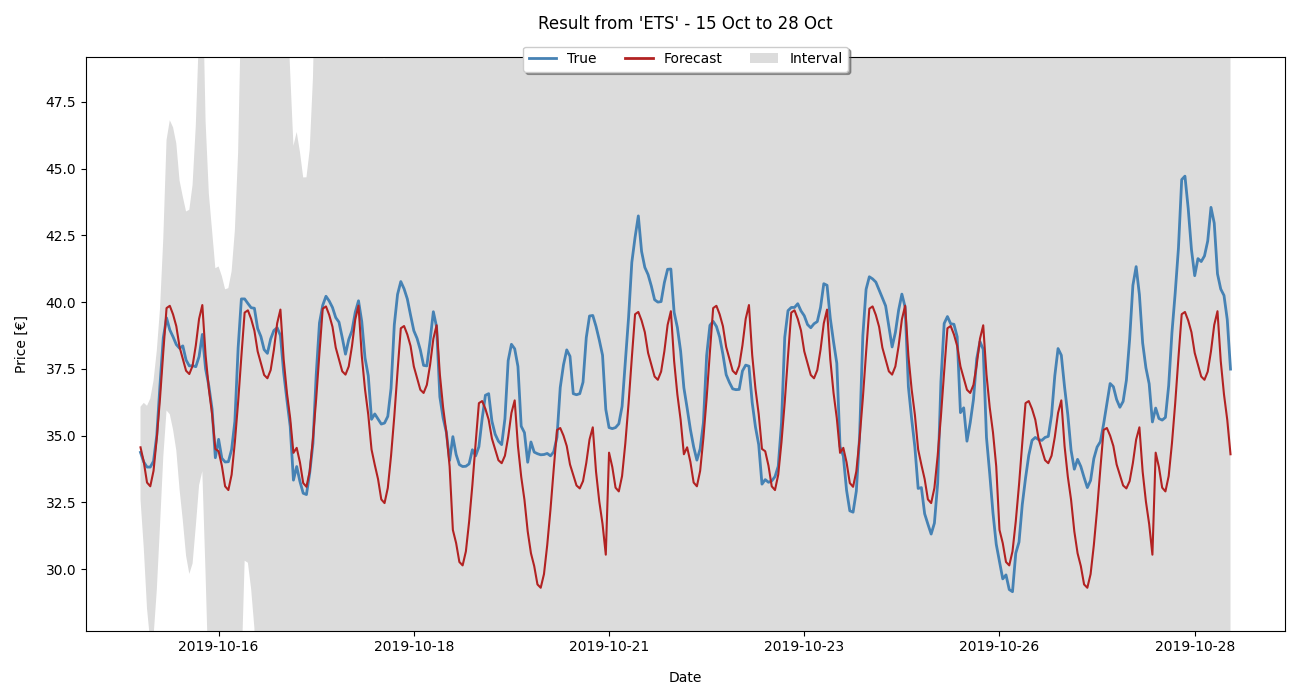 Result from 'ETS' - 15 Oct to 28 Oct
True Forecast Interval
47.5
45.0
42.5
40.0
37.5
35.0
32.5
30.0
Price [€]
2019-10-16 2019-10-18 2019-10-21 2019-10-23 2019-10-26 2019-10-28
Date